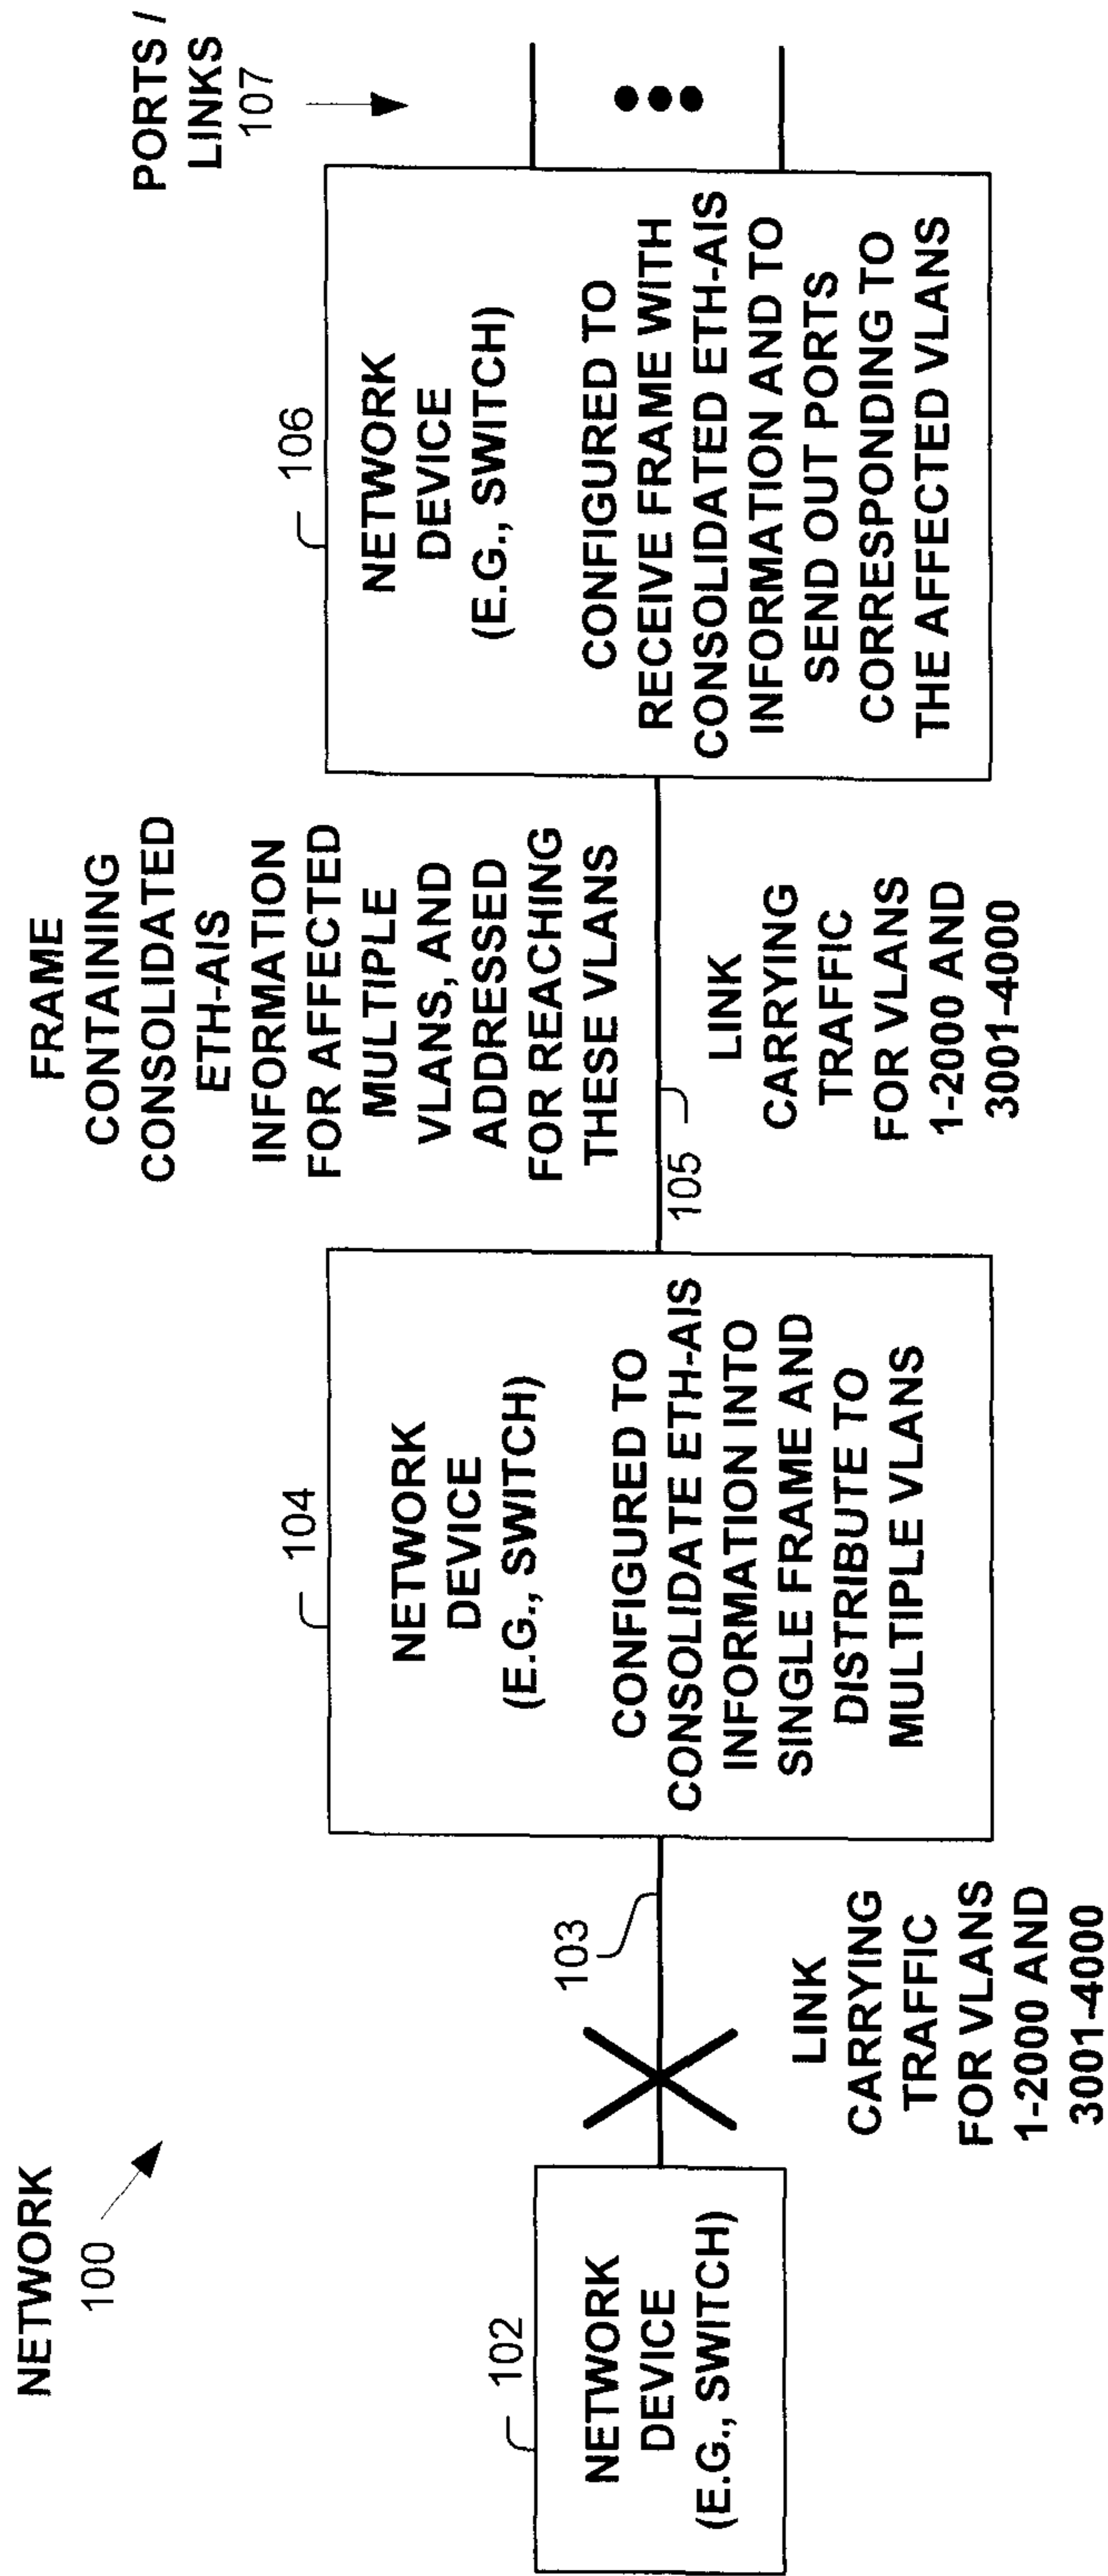 NETWORK
100
NETWORK
DEVICE
(E.G., SWITCH)
102
103
LINK
CARRYING
TRAFFIC
FOR VLANS
1-2000 AND
3001-4000
104
NETWORK
DEVICE
(E.G., SWITCH)
CONFIGURED TO
CONSOLIDATE ETH-AIS
INFORMATION INTO
SINGLE FRAME AND
DISTRIBUTE TO
MULTIPLE VLANS
FRAME
CONTAINING
CONSOLIDATED
ETH-AIS
INFORMATION
FOR AFFECTED
MULTIPLE
VLANS, AND
ADDRESSED
FOR REACHING
THESE VLANS
105
LINK
CARRYING
TRAFFIC
FOR VLANS
1-2000 AND
3001-4000
106
NETWORK
DEVICE
(E.G., SWITCH)
CONFIGURED TO
RECEIVE FRAME WITH
CONSOLIDATED ETH-AIS
INFORMATION AND TO
SEND OUT PORTS
CORRESPONDING TO
THE AFFECTED VLANS
PORTS /
LINKS
107